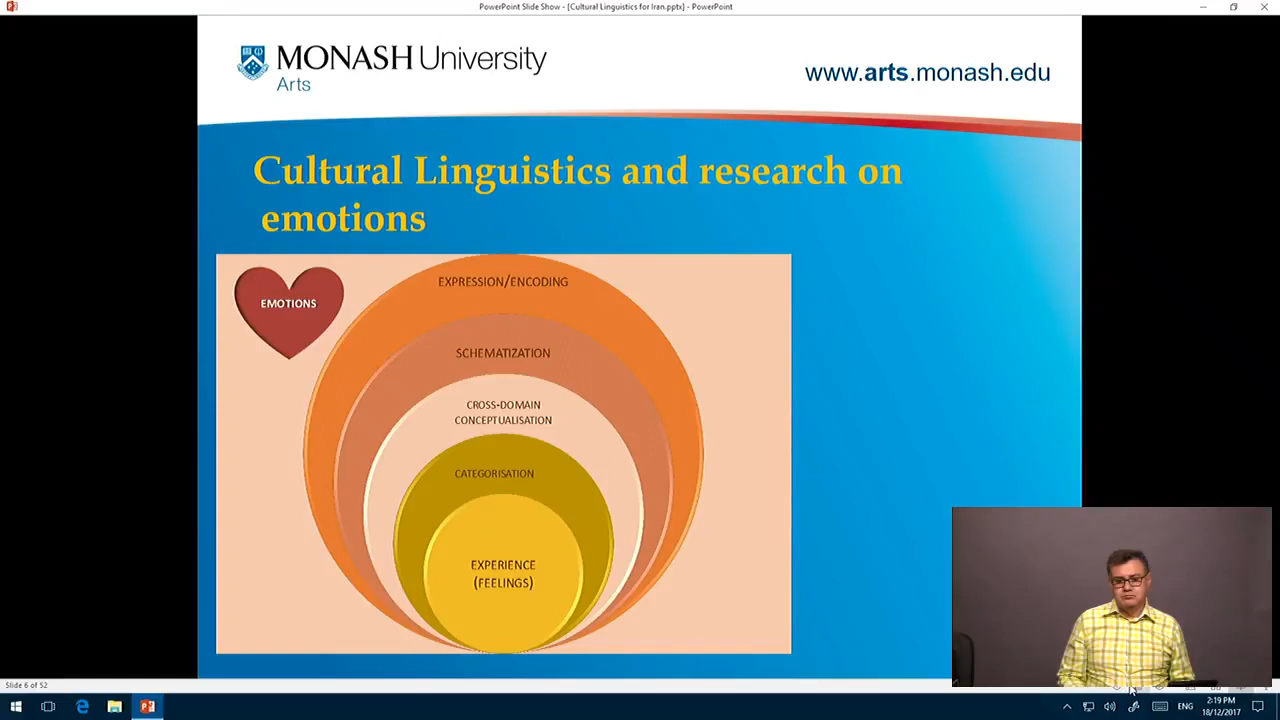 PowerPoint Slide Show - [Cultural Linguistics for Iran.pptx] - PowerPoint
MONASH University
Arts
www.arts.monash.edu
Cultural Linguistics and research on
emotions
EMOTIONS
EXPRESSION/ENCODING
SCHEMATIZATION
CROSS-DOMAIN
CONCEPTUALISATION
CATEGORISATION
EXPERIENCE
(FEELINGS)
Slide 6 of 52
ENG
2:19 PM
18/12/2017